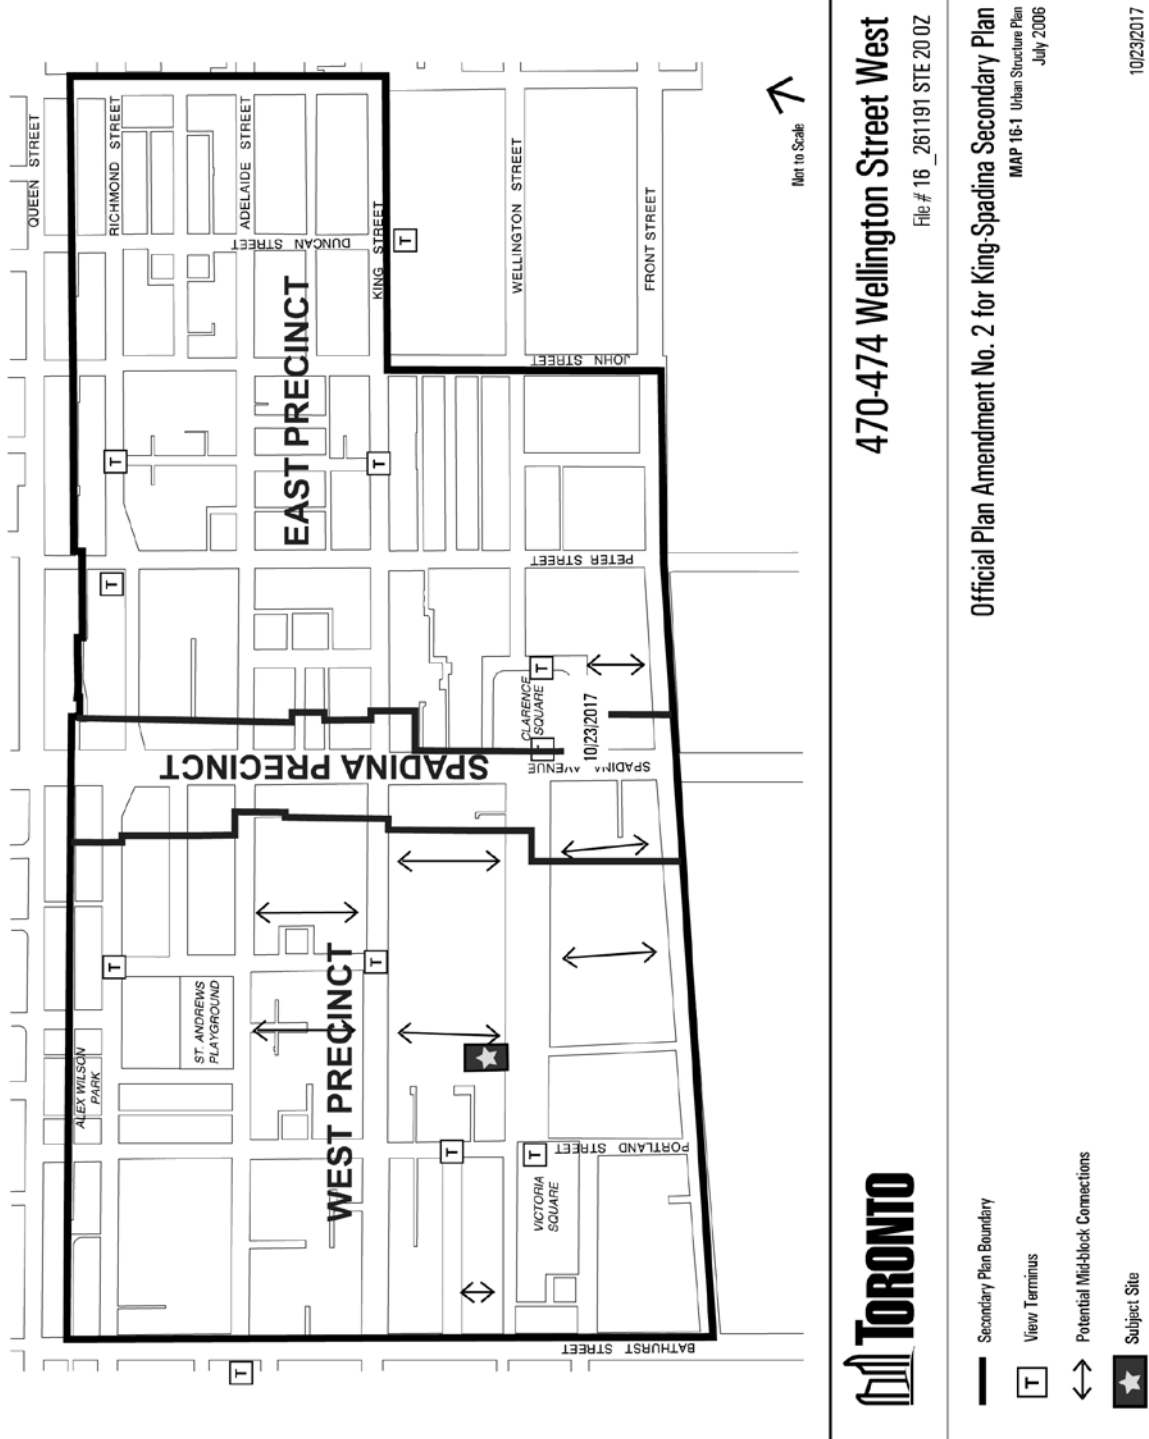 QUEEN STREET
RICHMOND STREET
ADELAIDE STREET
DUNCAN STREET
KING STREET
WELLINGTON STREET
FRONT STREET
JOHN STREET
T
EAST PRECINCT
T
T
PETER STREET
T
T
CLARENCE
SQUARE
T
10/23/2017
SPADINA AVENUE
SPADINA PRECINCT
WEST PRECINCT
T
T
ST. ANDREWS
PLAYGROUND
ALEX WILSON
PARK
T
T
PORTLAND STREET
VICTORIA
SQUARE
BATHURST STREET
T
Not to Scale
TORONTO
470-474 Wellington Street West
File # 16_261191 STE 20 OZ
Official Plan Amendment No. 2 for King-Spadina Secondary Plan
MAP 16-1 Urban Structure Plan
July 2006
10/23/2017
Secondary Plan Boundary
T View Terminus
Potential Mid-block Connections
Subject Site